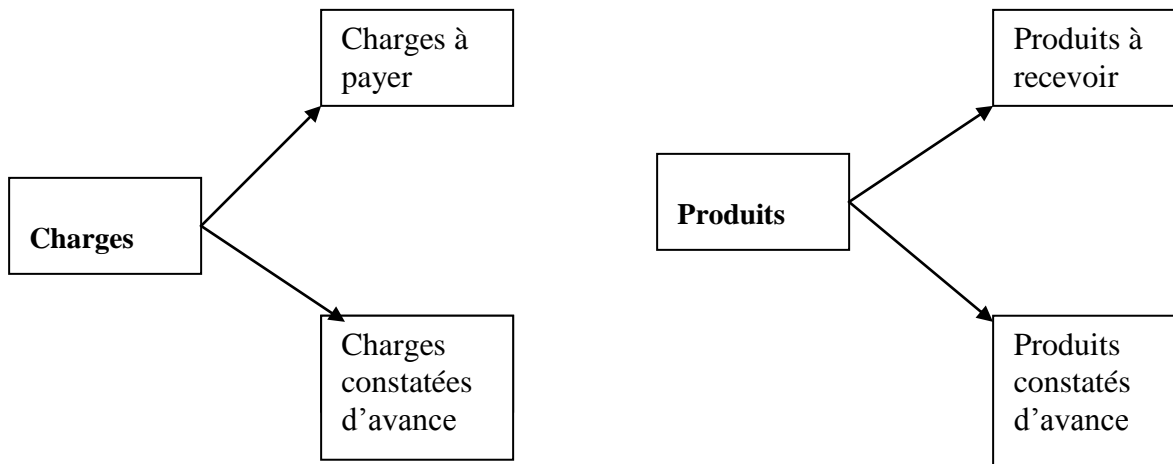 Charges à
payer
Charges
Charges
constatées
d’avance
Produits à
recevoir
Produits
Produits
constatés
d’avance